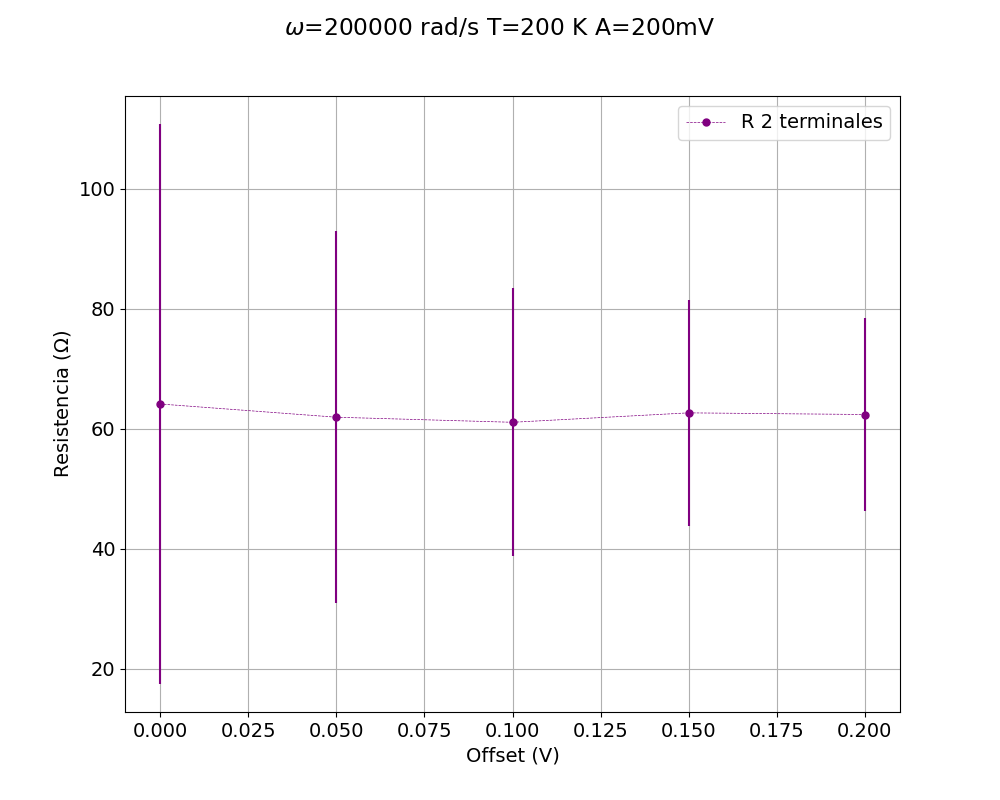 ω=200000 rad/s T=200 K A=200mV
R 2 terminales
100
80
60
40
20
Resistencia (Ω)
0.000 0.025 0.050 0.075 0.100 0.125 0.150 0.175 0.200
Offset (V)